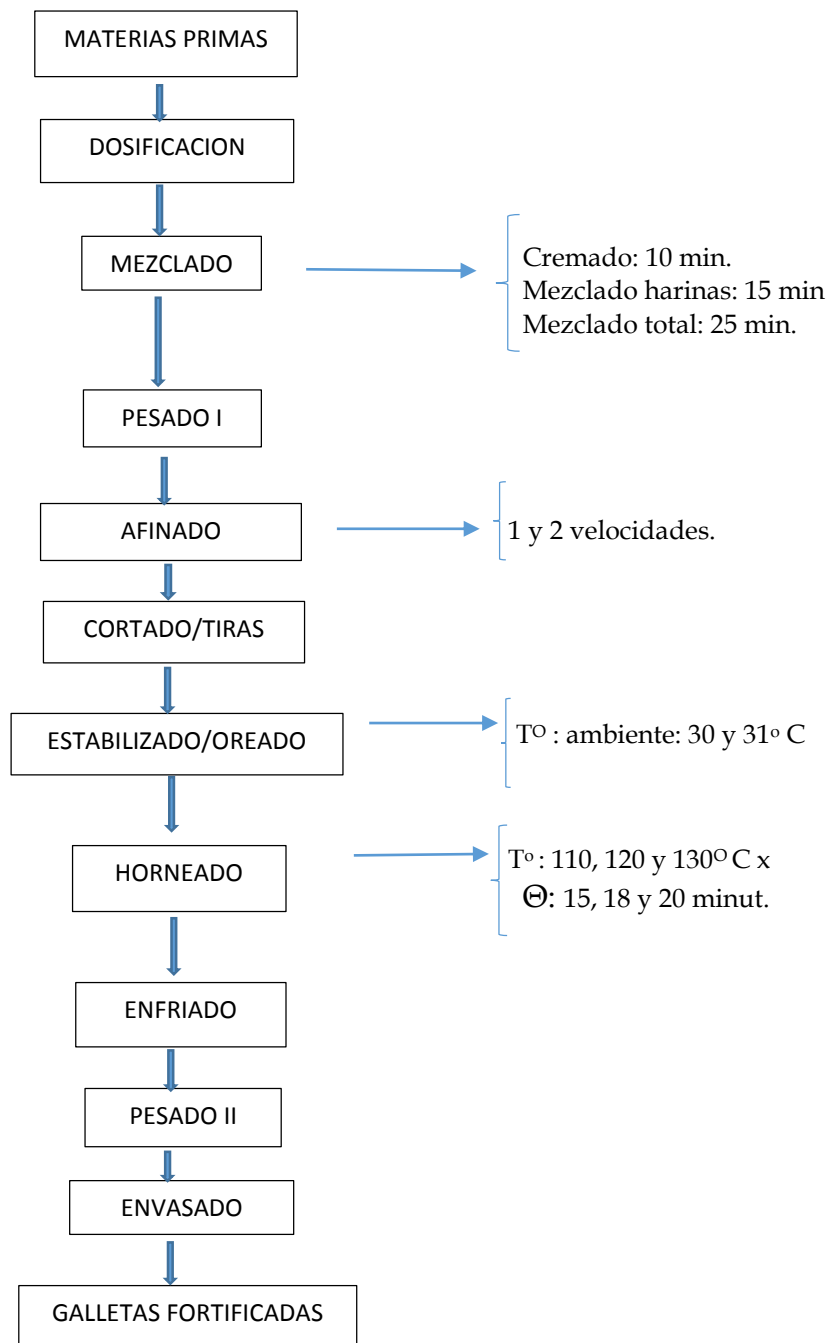 MATERIAS PRIMAS
DOSIFICACION
MEZCLADO
Cremado: 10 min.
Mezclado harinas: 15 min
Mezclado total: 25 min.
PESADO I
AFINADO
1 y 2 velocidades.
CORTADO/TIRAS
ESTABILIZADO/OREADO
Tᴼ : ambiente: 30 y 31º C
HORNEADO
Tº : 110, 120 y 130ᴼ C x
Θ: 15, 18 y 20 minut.
ENFRIADO
PESADO II
ENVASADO
GALLETAS FORTIFICADAS